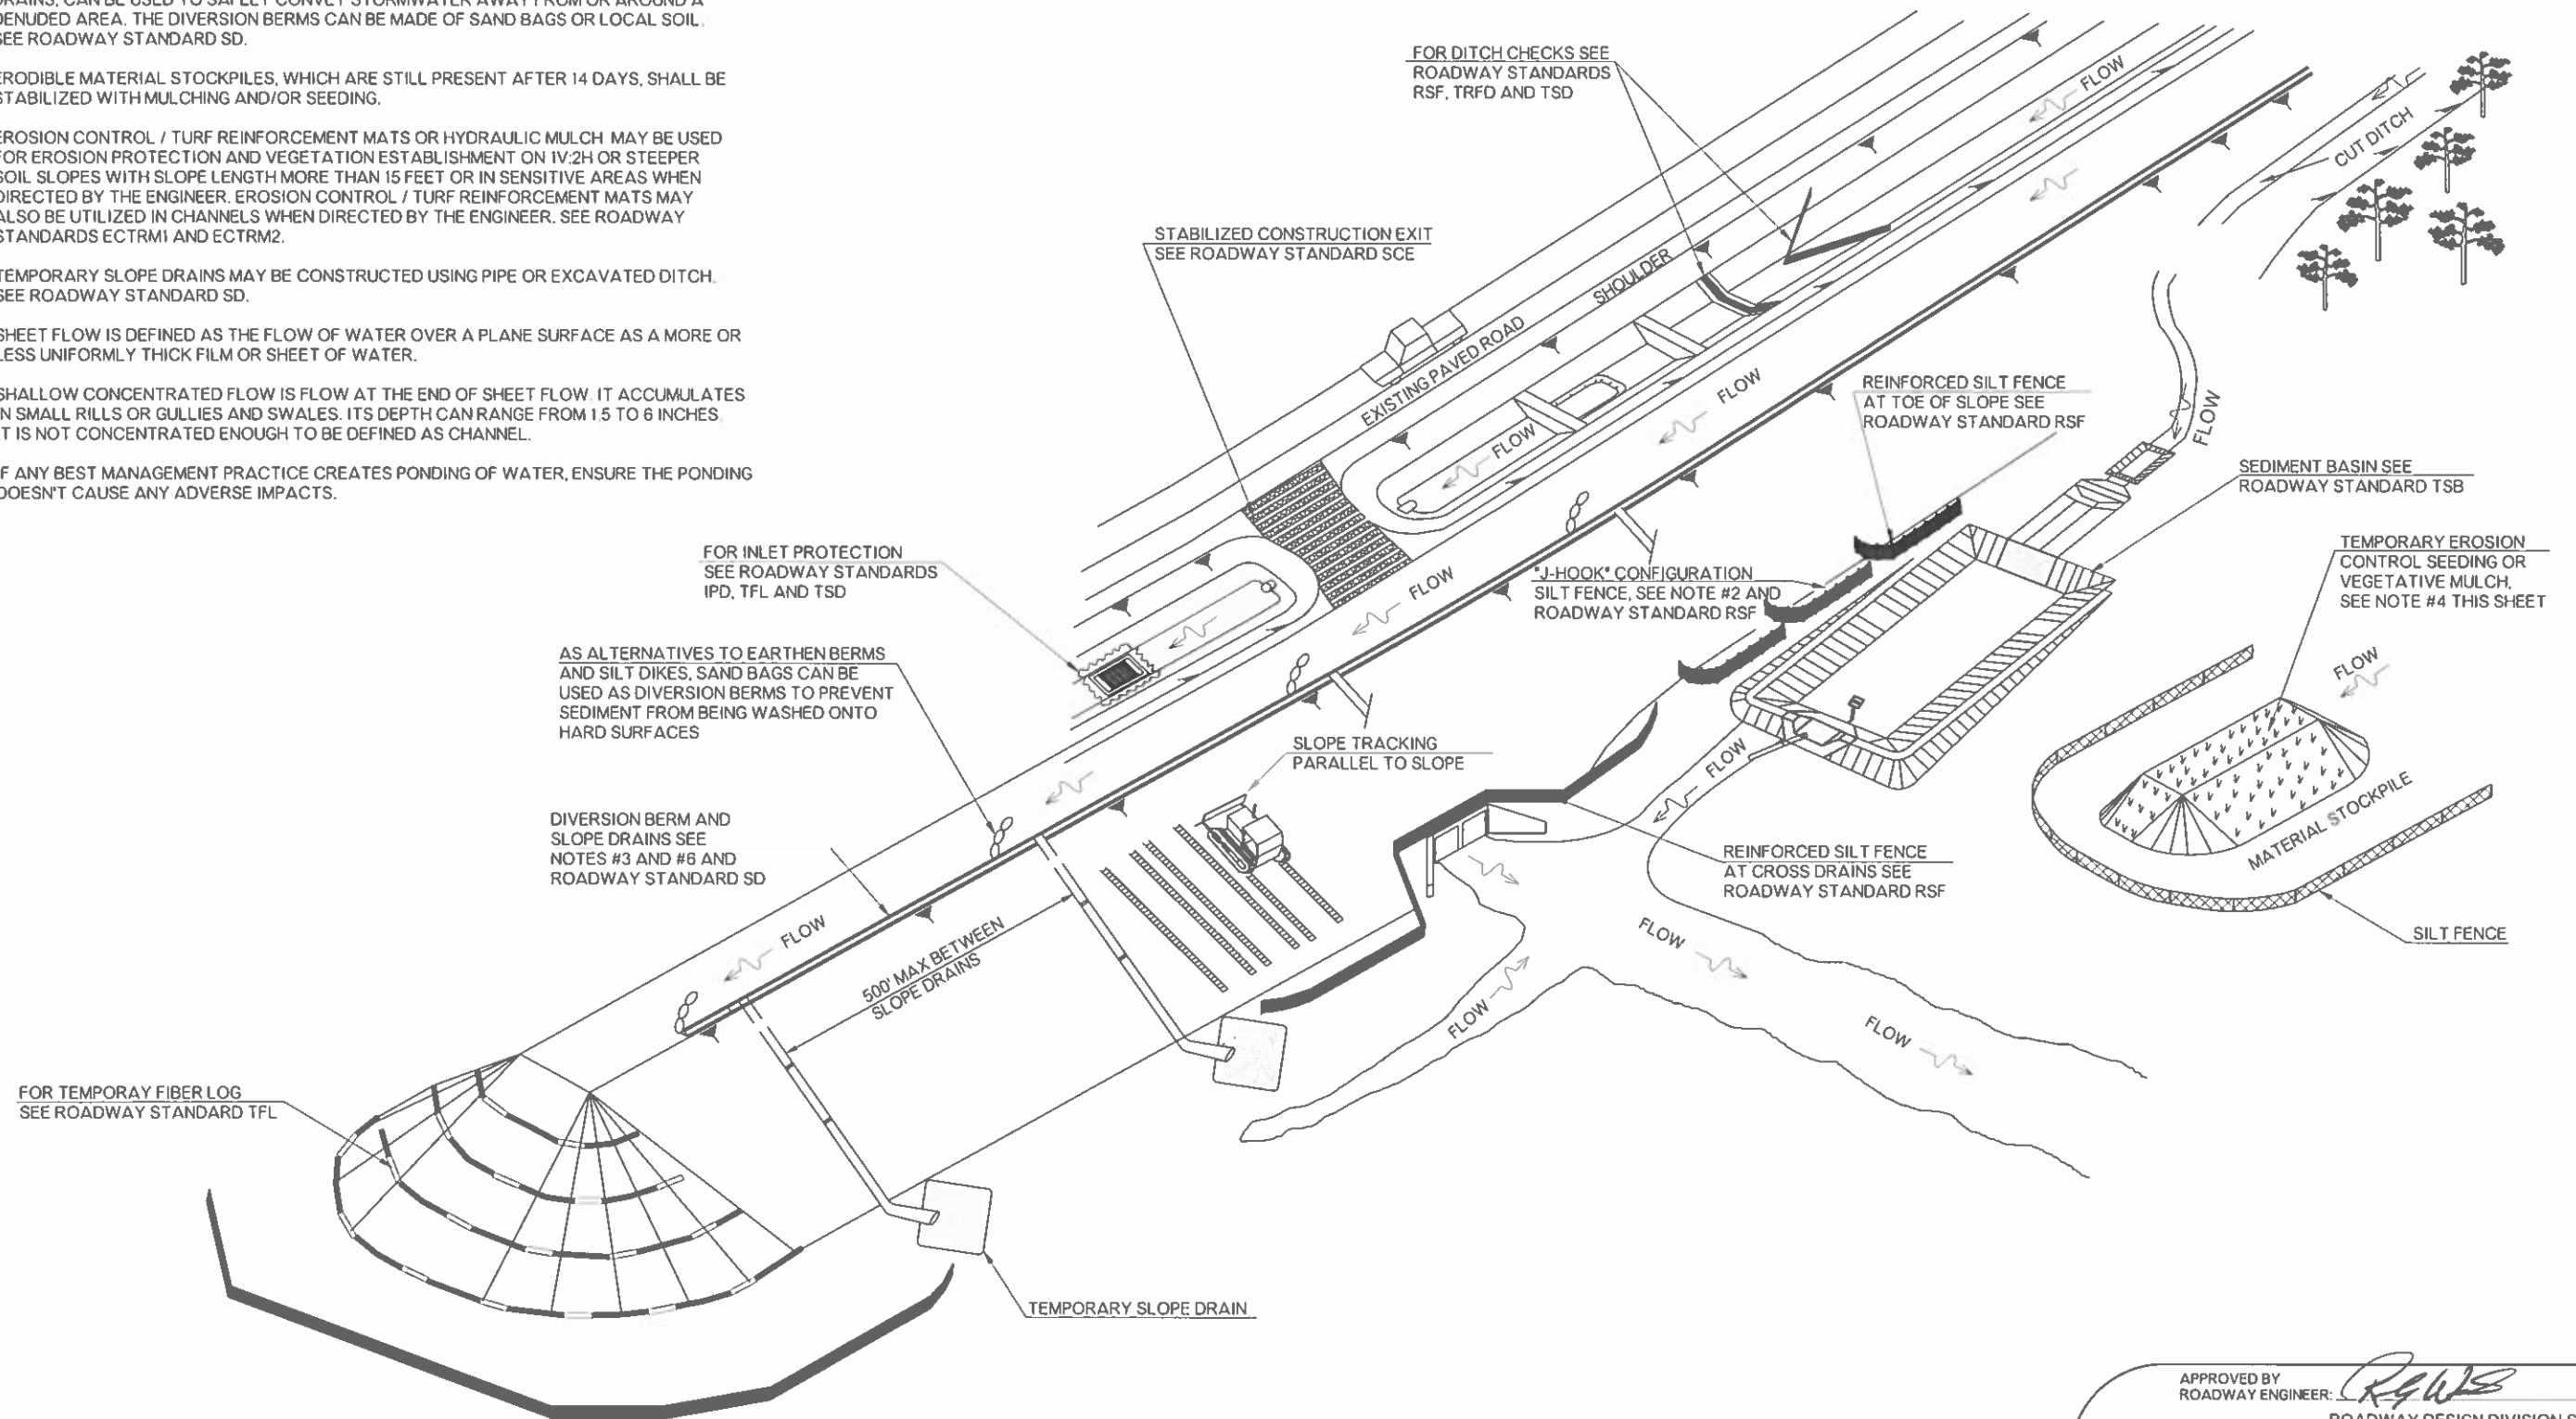 DRAINS, CAN BE USED TO SAFELY CONVEY STORMWATER AWAY FROM OR AROUND A
DENUDED AREA. THE DIVERSION BERMS CAN BE MADE OF SAND BAGS OR LOCAL SOIL.
SEE ROADWAY STANDARD SD.
ERODIBLE MATERIAL STOCKPILES, WHICH ARE STILL PRESENT AFTER 14 DAYS, SHALL BE
STABILIZED WITH MULCHING AND/OR SEEDING.
EROSION CONTROL / TURF REINFORCEMENT MATS OR HYDRAULIC MULCH MAY BE USED
FOR EROSION PROTECTION AND VEGETATION ESTABLISHMENT ON 1V:2H OR STEEPER
SOIL SLOPES WITH SLOPE LENGTH MORE THAN 15 FEET OR IN SENSITIVE AREAS WHEN
DIRECTED BY THE ENGINEER. EROSION CONTROL / TURF REINFORCEMENT MATS MAY
ALSO BE UTILIZED IN CHANNELS WHEN DIRECTED BY THE ENGINEER. SEE ROADWAY
STANDARDS ECTRM1 AND ECTRM2.
TEMPORARY SLOPE DRAINS MAY BE CONSTRUCTED USING PIPE OR EXCAVATED DITCH.
SEE ROADWAY STANDARD SD.
SHEET FLOW IS DEFINED AS THE FLOW OF WATER OVER A PLANE SURFACE AS A MORE OR
LESS UNIFORMLY THICK FILM OR SHEET OF WATER.
SHALLOW CONCENTRATED FLOW IS FLOW AT THE END OF SHEET FLOW. IT ACCUMULATES
IN SMALL RILLS OR GULLIES AND SWALES. ITS DEPTH CAN RANGE FROM 1.5 TO 6 INCHES.
IT IS NOT CONCENTRATED ENOUGH TO BE DEFINED AS CHANNEL.
IF ANY BEST MANAGEMENT PRACTICE CREATES PONDING OF WATER, ENSURE THE PONDING
DOESN'T CAUSE ANY ADVERSE IMPACTS.
FOR DITCH CHECKS SEE
ROADWAY STANDARDS
RSF, TRFD AND TSD
FLOW
CUT DITCH
STABILIZED CONSTRUCTION EXIT
SEE ROADWAY STANDARD SCE
SHOULDER
EXISTING PAVED ROAD
FLOW
FLOW
REINFORCED SILT FENCE
AT TOE OF SLOPE SEE
ROADWAY STANDARD RSF
FLOW
SEDIMENT BASIN SEE
ROADWAY STANDARD TSB
TEMPORARY EROSION
CONTROL SEEDING OR
VEGETATIVE MULCH,
SEE NOTE #4 THIS SHEET
FOR INLET PROTECTION
SEE ROADWAY STANDARDS
IPD, TFL AND TSD
FLOW
"J-HOOK" CONFIGURATION
SILT FENCE, SEE NOTE #2 AND
ROADWAY STANDARD RSF
AS ALTERNATIVES TO EARTHEN BERMS
AND SILT DIKES, SAND BAGS CAN BE
USED AS DIVERSION BERMS TO PREVENT
SEDIMENT FROM BEING WASHED ONTO
HARD SURFACES
FLOW
SLOPE TRACKING
PARALLEL TO SLOPE
FLOW
MATERIAL STOCKPILE
DIVERSION BERM AND
SLOPE DRAINS SEE
NOTES #3 AND #6 AND
ROADWAY STANDARD SD
REINFORCED SILT FENCE
AT CROSS DRAINS SEE
ROADWAY STANDARD RSF
SILT FENCE
FLOW
500' MAX BETWEEN
SLOPE DRAINS
FLOW
FLOW
FLOW
FOR TEMPORAY FIBER LOG
SEE ROADWAY STANDARD TFL
TEMPORARY SLOPE DRAIN
APPROVED BY
ROADWAY ENGINEER:
ROADWAY DESIGN DIVISION